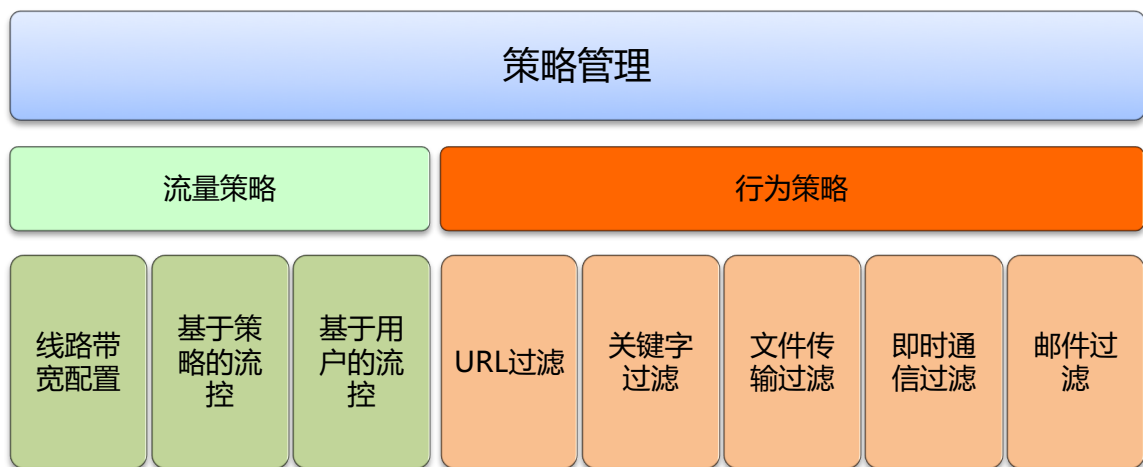 策略管理
流量策略
行为策略
线路带
宽配置
基于策
略的流
控
基于用
户的流
控
URL过滤
关键字
过滤
文件传
输过滤
即时通
信过滤
邮件过
滤